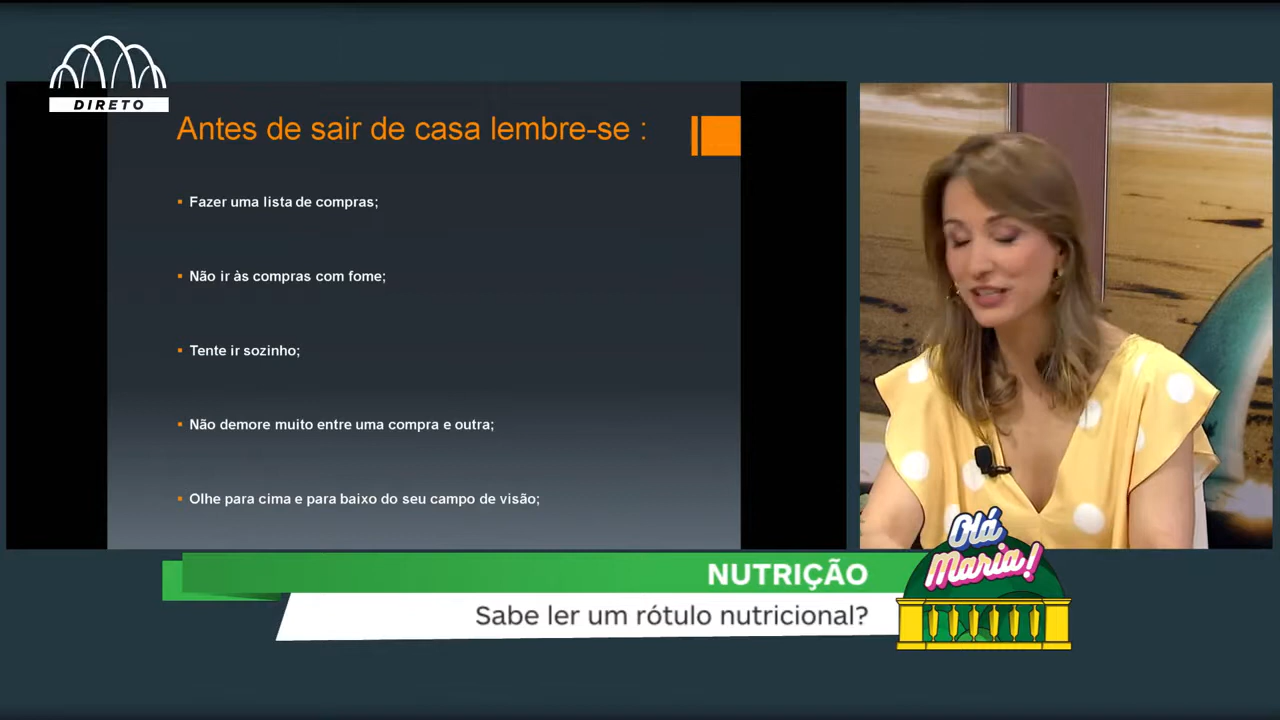 DIRETO
Antes de sair de casa lembre-se :
Fazer uma lista de compras;
Não ir às compras com fome;
Tente ir sozinho;
Não demore muito entre uma compra e outra;
Olhe para cima e para baixo do seu campo de visão;
NUTRIÇÃO
Sabe ler um rótulo nutricional?
Olá
Maria!